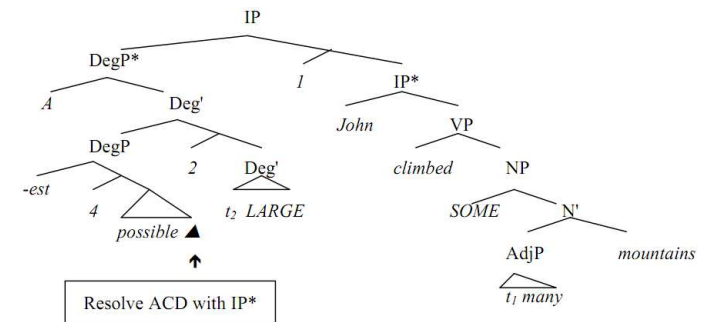 IP
DegP*
1 IP*
A Deg'
John VP
DegP
2 Deg' climbed NP
-est
4 t2 LARGE SOME N'
possible
AdjP mountains
t1 many
Resolve ACD with IP*